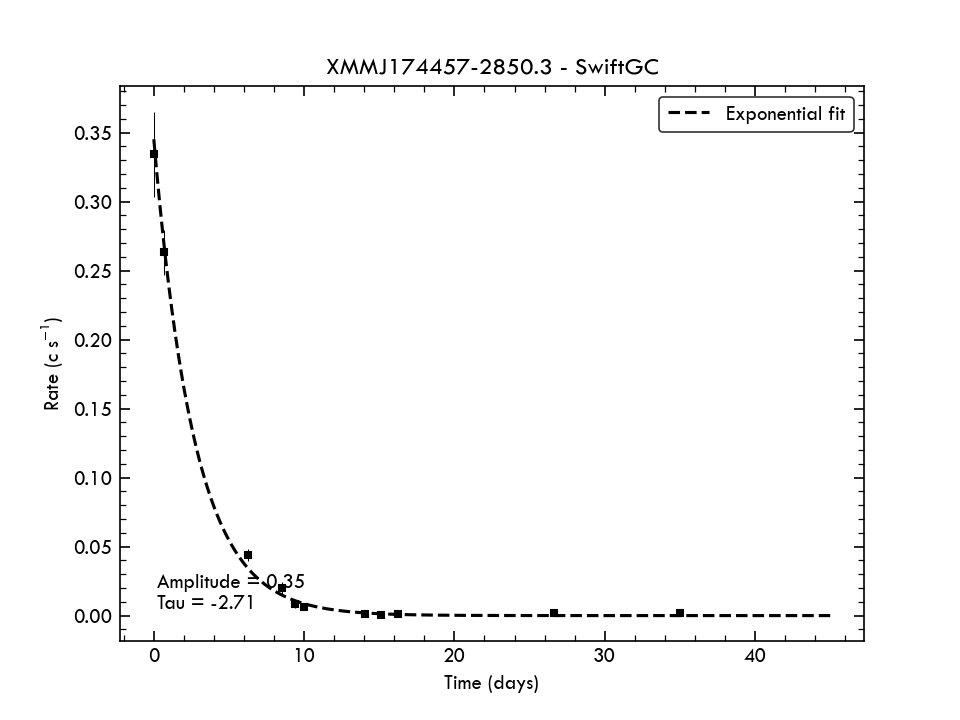 XMMJ174457-2850.3 - SwiftGC
Exponential fit
0.35
0.30
0.25
0.20
0.15
0.10
0.05
0.00
Rate (c s⁻¹)
Amplitude = 0.35
Tau = -2.71
0 10 20 30 40
Time (days)